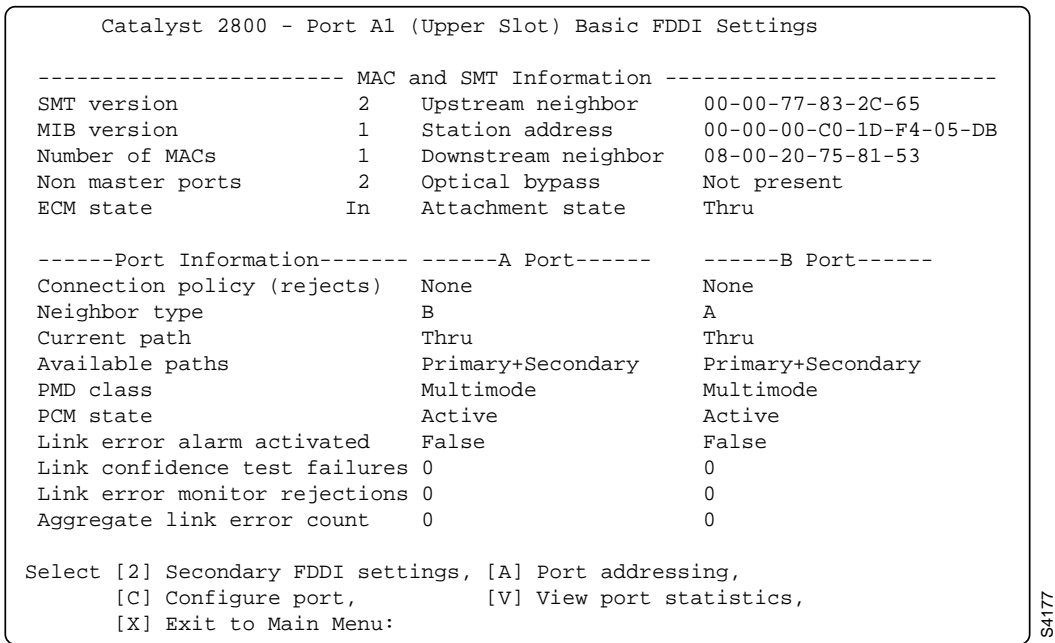 Catalyst 2800 - Port A1 (Upper Slot) Basic FDDI Settings
------------------------ MAC and SMT Information --------------------------
SMT version 2 Upstream neighbor 00-00-77-83-2C-65
MIB version 1 Station address 00-00-00-C0-1D-F4-05-DB
Number of MACs 1 Downstream neighbor 08-00-20-75-81-53
Non master ports 2 Optical bypass Not present
ECM state In Attachment state Thru
------Port Information------- ------A Port------ ------B Port------
Connection policy (rejects) None None
Neighbor type B A
Current path Thru Thru
Available paths Primary+Secondary Primary+Secondary
PMD class Multimode Multimode
PCM state Active Active
Link error alarm activated False False
Link confidence test failures 0 0
Link error monitor rejections 0 0
Aggregate link error count 0 0
Select [2] Secondary FDDI settings, [A] Port addressing,
[C] Configure port, [V] View port statistics,
[X] Exit to Main Menu:
S4177